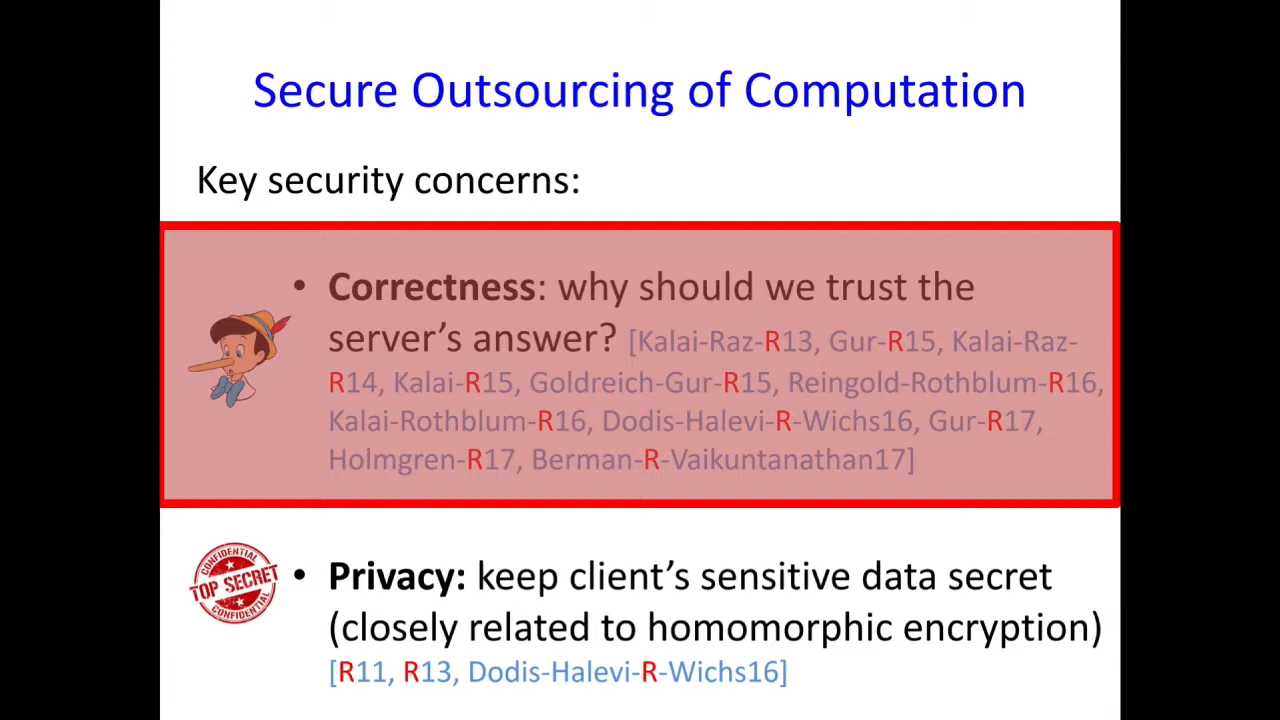 Secure Outsourcing of Computation
Key security concerns:
• Correctness: why should we trust the
server’s answer? [Kalai-Raz-R13, Gur-R15, Kalai-Raz-
R14, Kalai-R15, Goldreich-Gur-R15, Reingold-Rothblum-R16,
Kalai-Rothblum-R16, Dodis-Halevi-R-Wichs16, Gur-R17,
Holmgren-R17, Berman-R-Vaikuntanathan17]
CONFIDENTIAL
TOP SECRET
CONFIDENTIAL
• Privacy: keep client’s sensitive data secret
(closely related to homomorphic encryption)
[R11, R13, Dodis-Halevi-R-Wichs16]